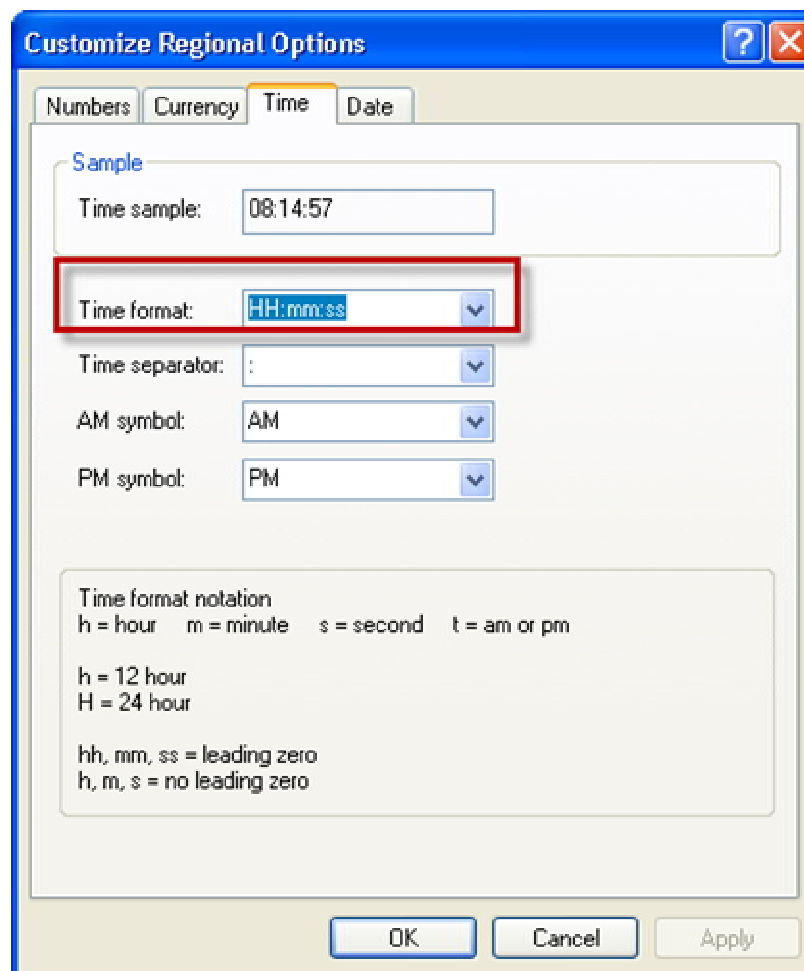 Customize Regional Options
Numbers Currency Time Date
Sample
Time sample: 08:14:57
Time format: HH:mm:ss
Time separator: :
AM symbol: AM
PM symbol: PM
Time format notation
h = hour m = minute s = second t = am or pm
h = 12 hour
H = 24 hour
hh, mm, ss = leading zero
h, m, s = no leading zero
OK Cancel Apply